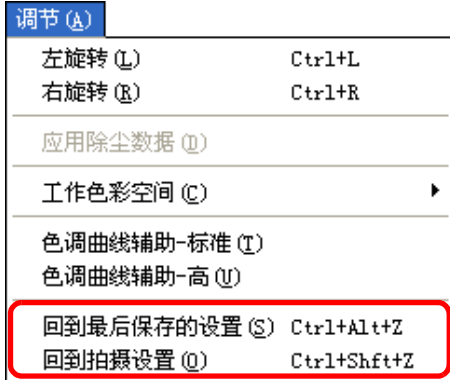 调节(A)
左旋转(L) Ctrl+L
右旋转(R) Ctrl+R
应用除尘数据(D)
工作色彩空间(C)
色调曲线辅助-标准(T)
色调曲线辅助-高(U)
回到最后保存的设置(S) Ctrl+Alt+Z
回到拍摄设置(O) Ctrl+Shft+Z